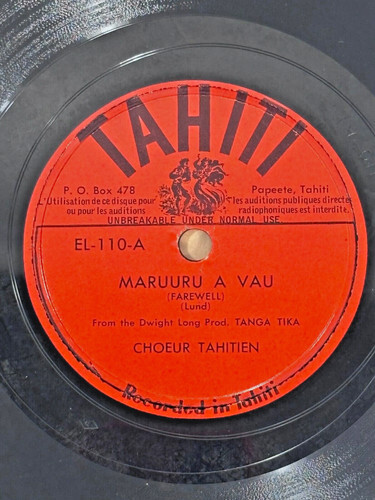 TAHITI
P. O. Box 478
Papeete, Tahiti
L'Utilisation de ce disque pour
ou pour les auditions
les auditions publiques directes
radiophoniques est interdite.
UNBREAKABLE UNDER NORMAL USE
EL-110-A
MARUURU A VAU
(FAREWELL)
(Lund)
From the Dwight Long Prod. TANGA TIKA
CHOEUR TAHITIEN
Recorded in Tahiti